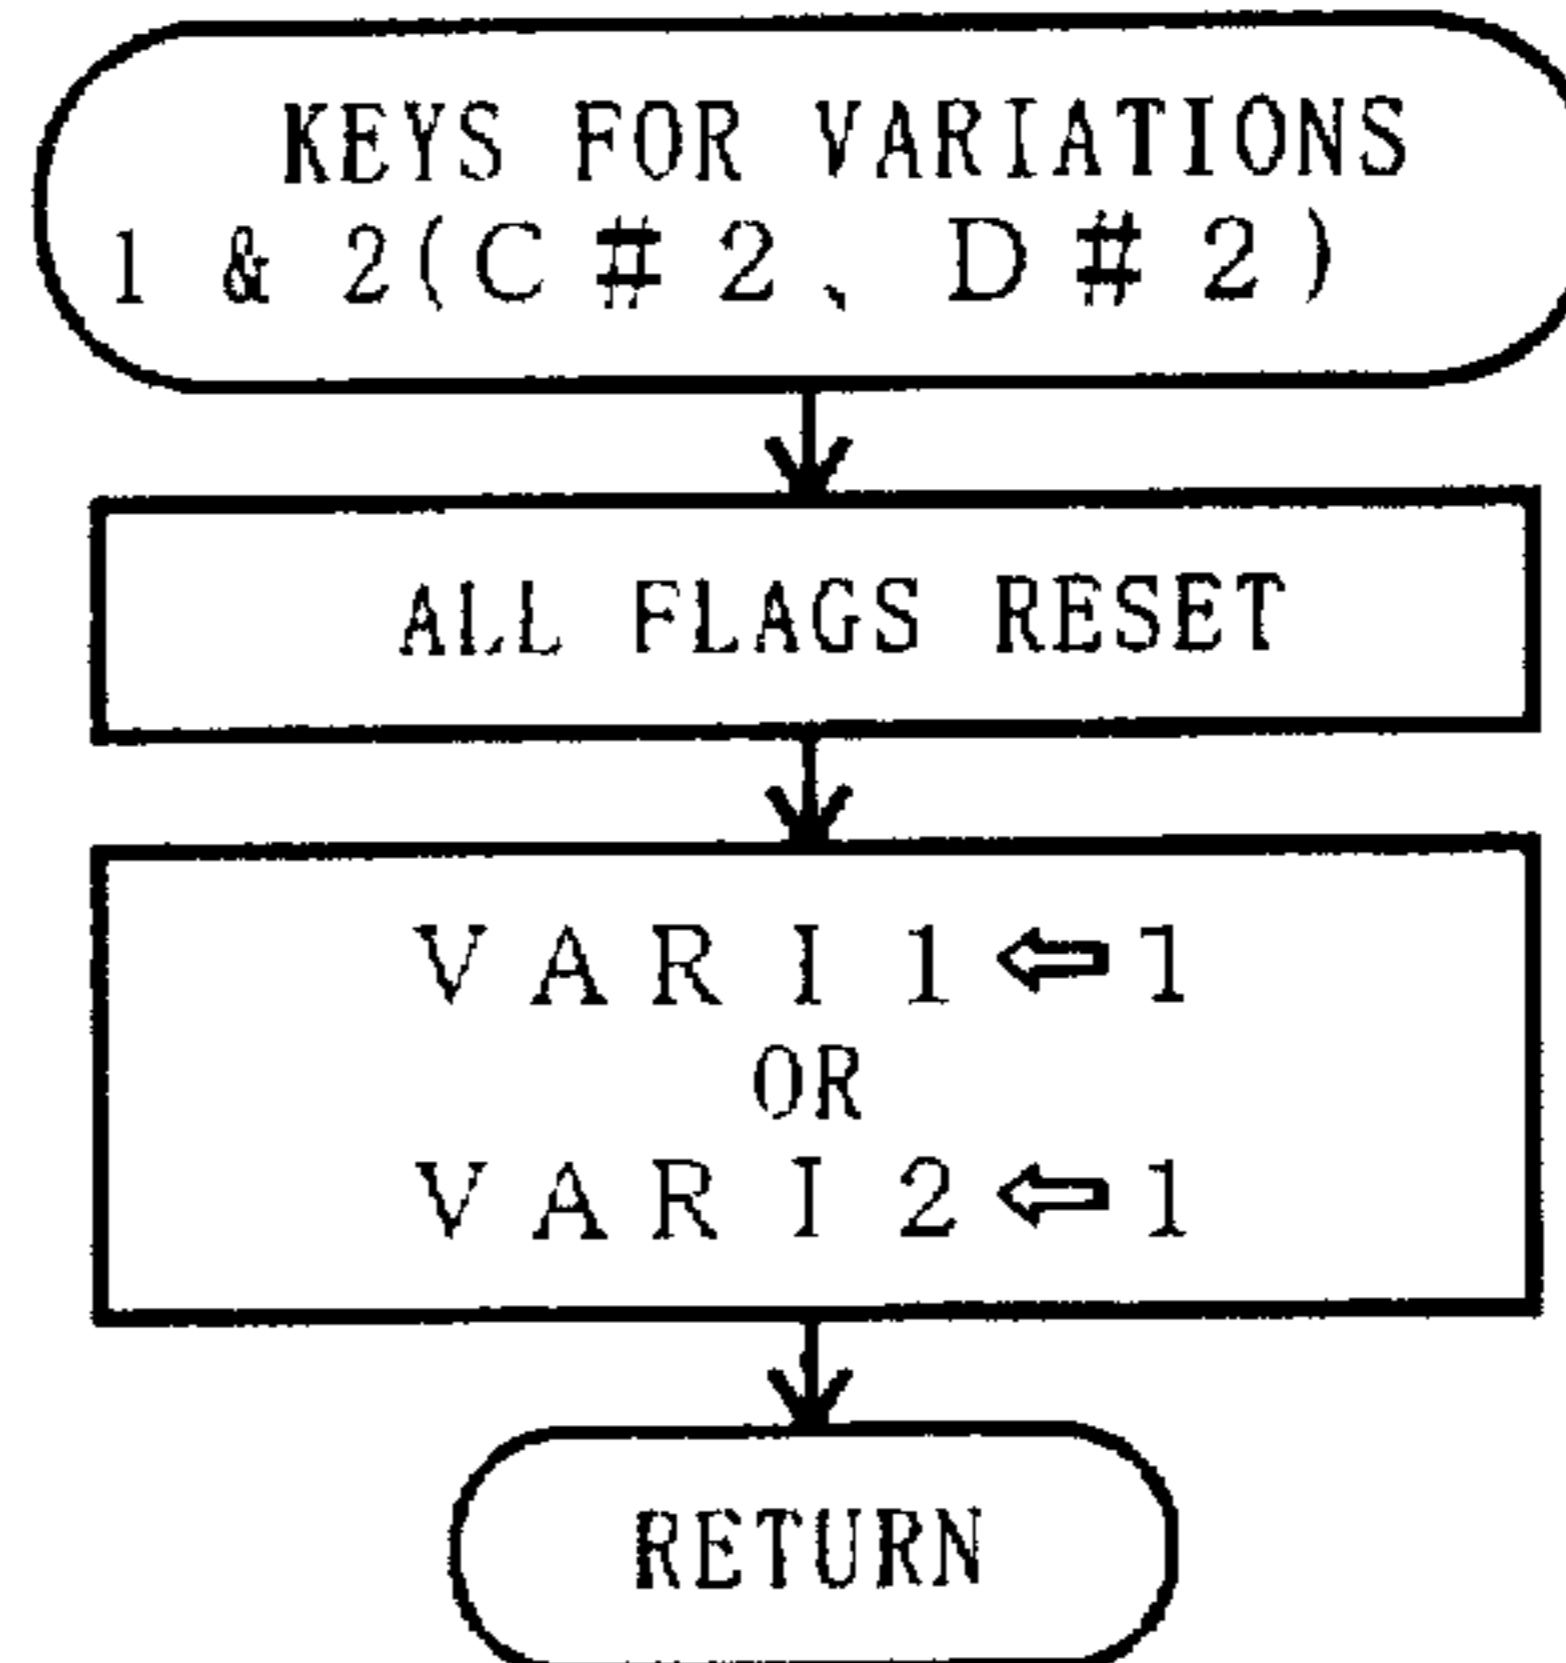 KEYS FOR VARIATIONS
1 & 2(C#2、D#2)
ALL FLAGS RESET
VARI1⇦1
OR
VARI2⇦1
RETURN